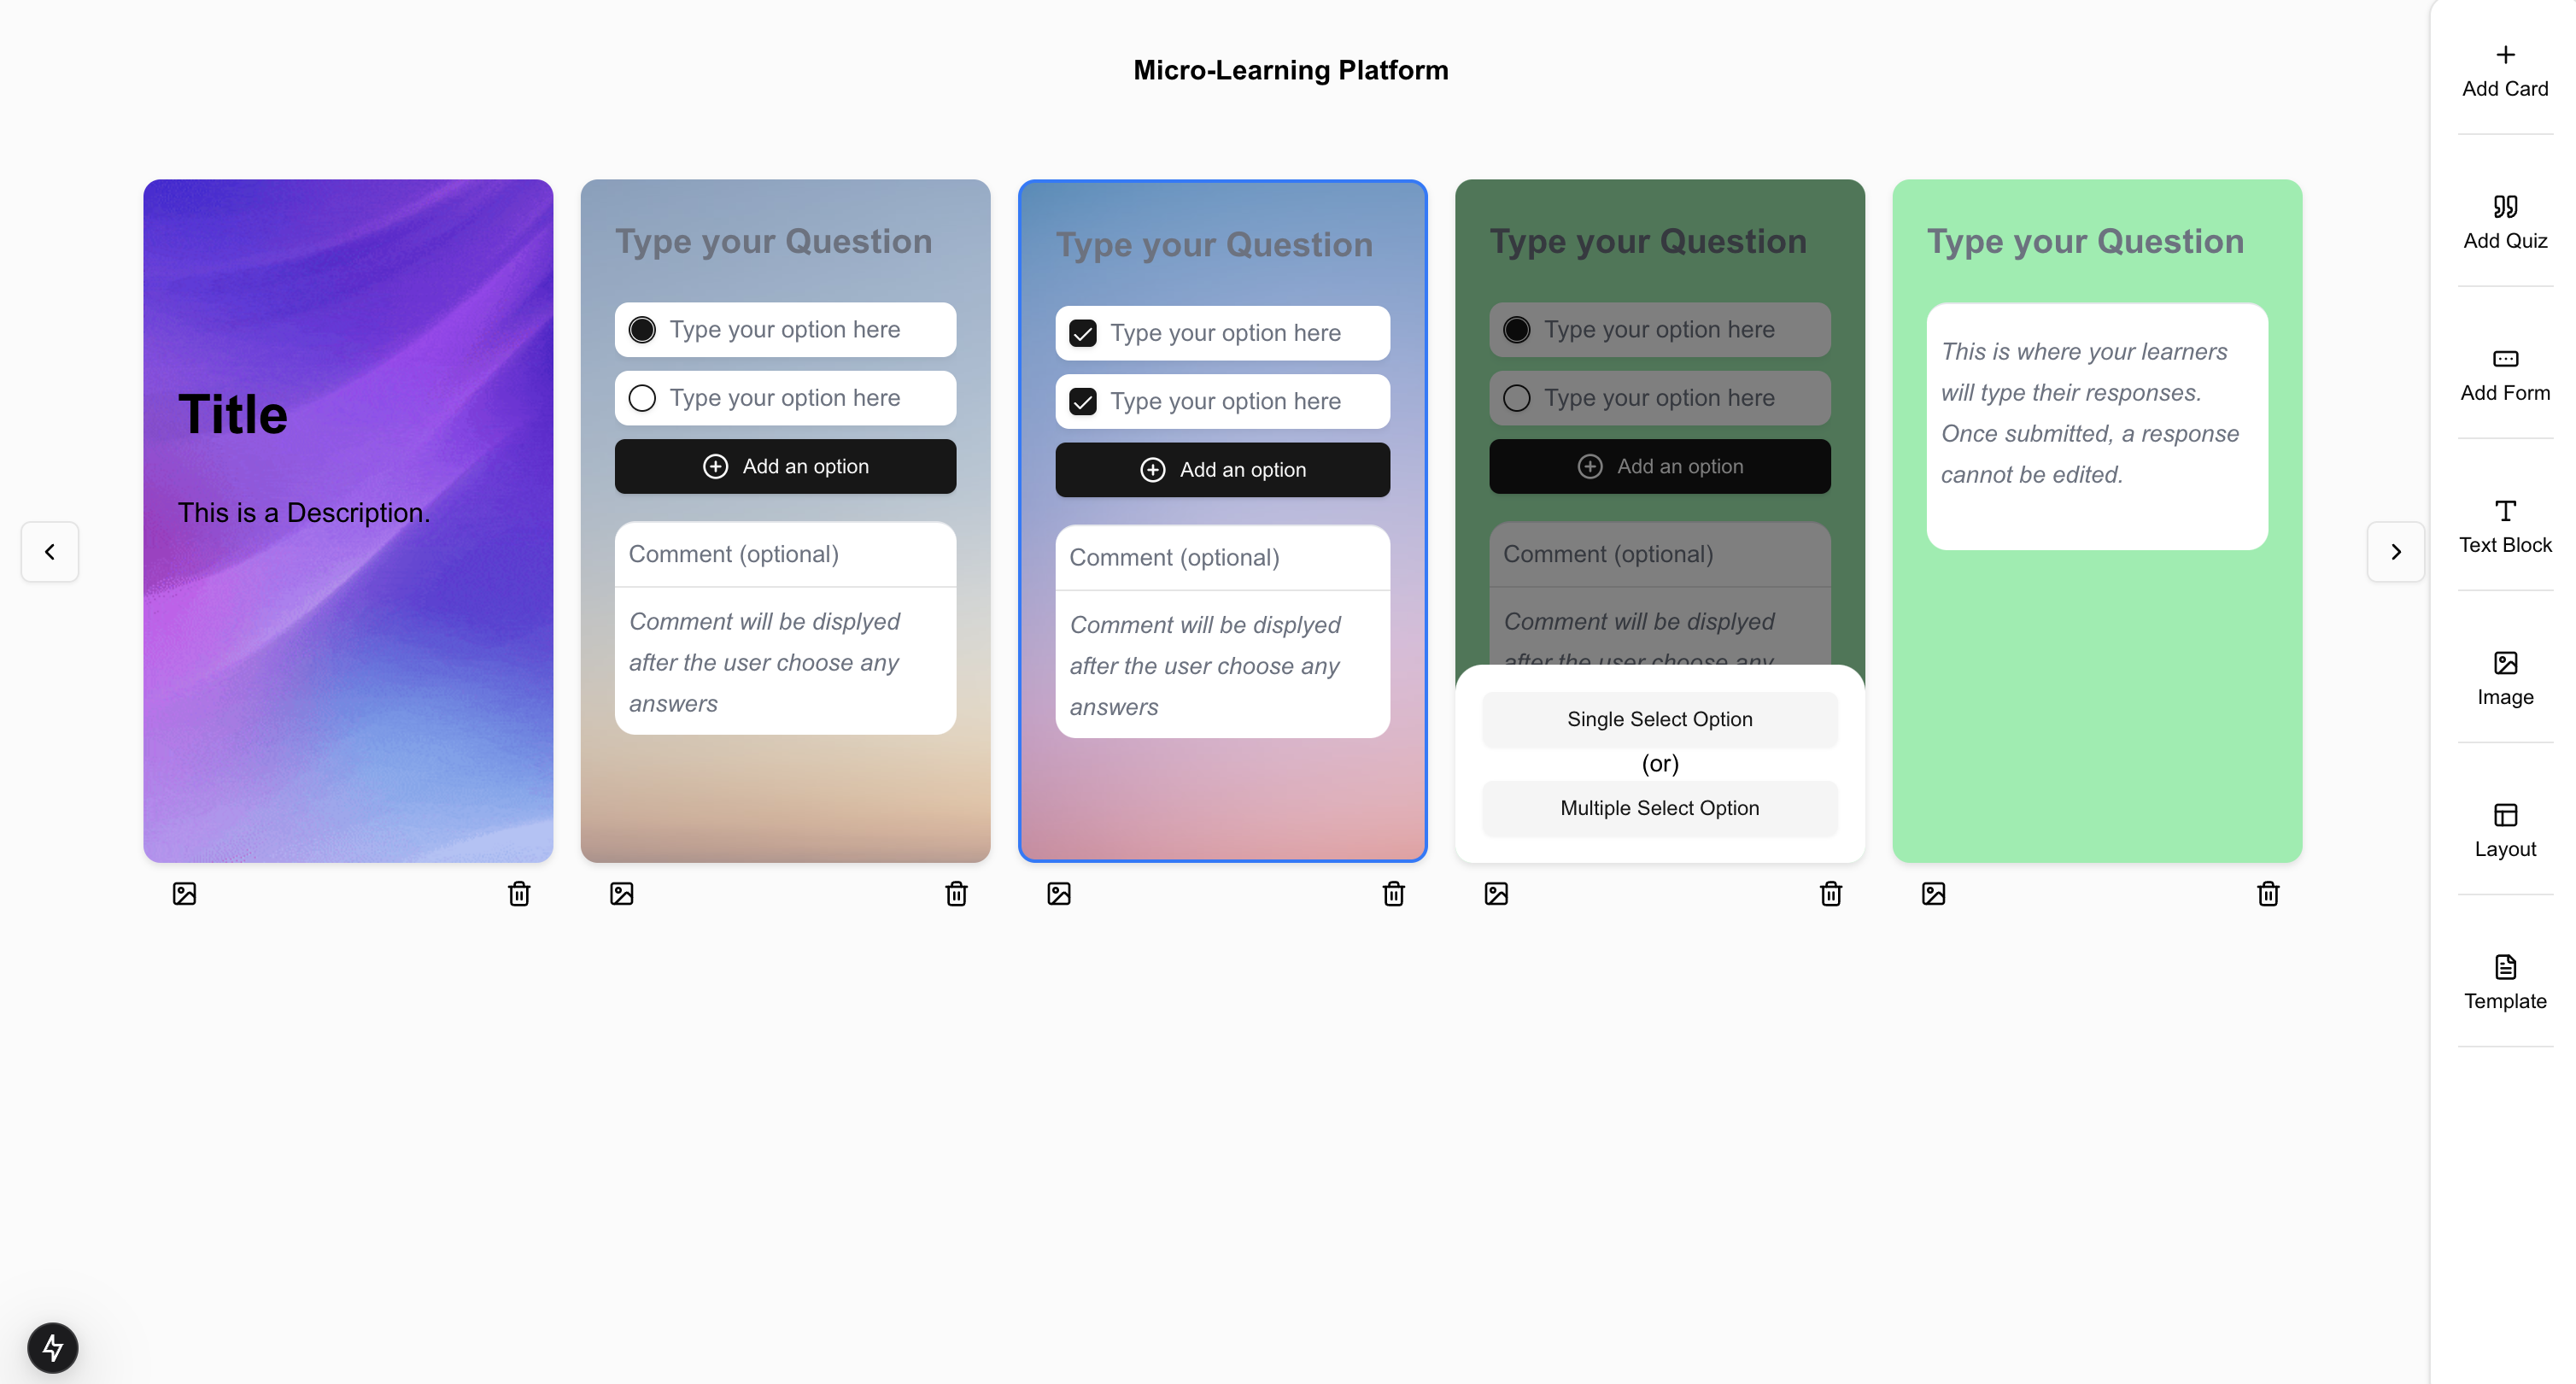 Micro-Learning Platform
Title
This is a Description.
Type your Question
Type your option here
Type your option here
Add an option
Comment (optional)
Comment will be displyed
after the user choose any
answers
Type your Question
Type your option here
Type your option here
Add an option
Comment (optional)
Comment will be displyed
after the user choose any
answers
Type your Question
Type your option here
Type your option here
Add an option
Comment (optional)
Comment will be displyed
after the user choose any
Single Select Option
(or)
Multiple Select Option
Type your Question
This is where your learners
will type their responses.
Once submitted, a response
cannot be edited.
Add Card
Add Quiz
Add Form
Text Block
Image
Layout
Template